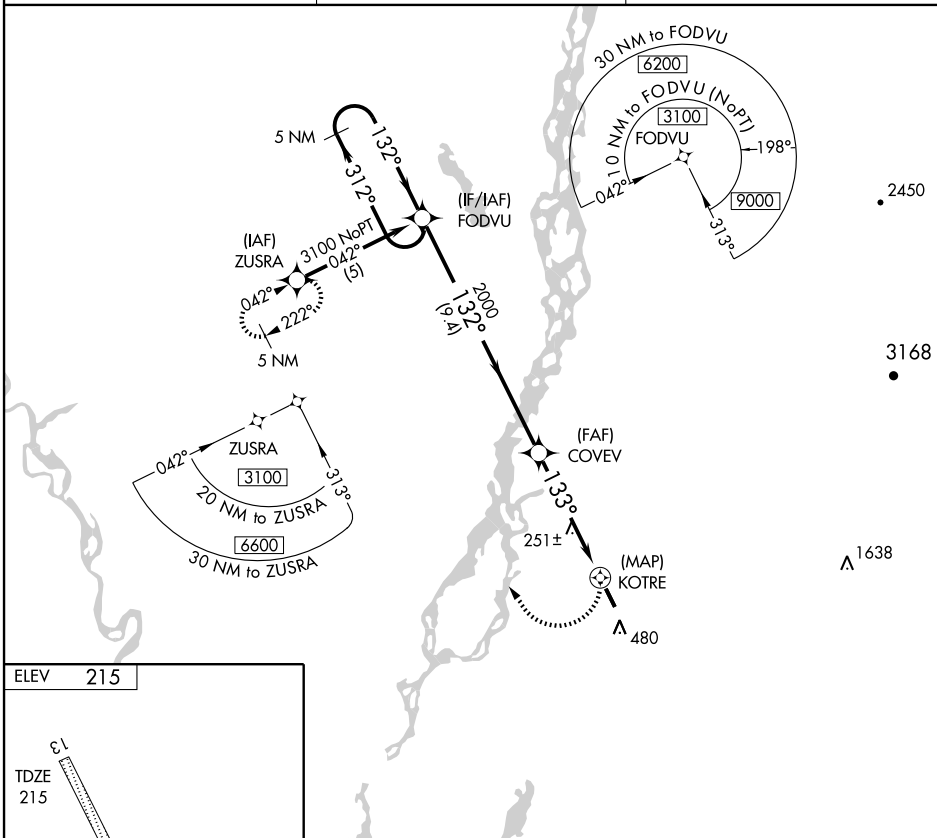 30 NM to FODVU
6200
10 NM to FODVU (NoPT)
3100
FODVU
198°
042°
9000
313°
2450
5 NM
132°
312°
(IF/IAF)
FODVU
(IAF)
ZUSRA
3100 NoPT
042°
(5)
042°
222°
5 NM
2000
132°
(9.4)
3168
ZUSRA
042°
3100
313°
20 NM to ZUSRA
6600
30 NM to ZUSRA
(FAF)
COVEV
133°
251±
(MAP)
KOTRE
1638
480
ELEV 215
13
TDZE
215